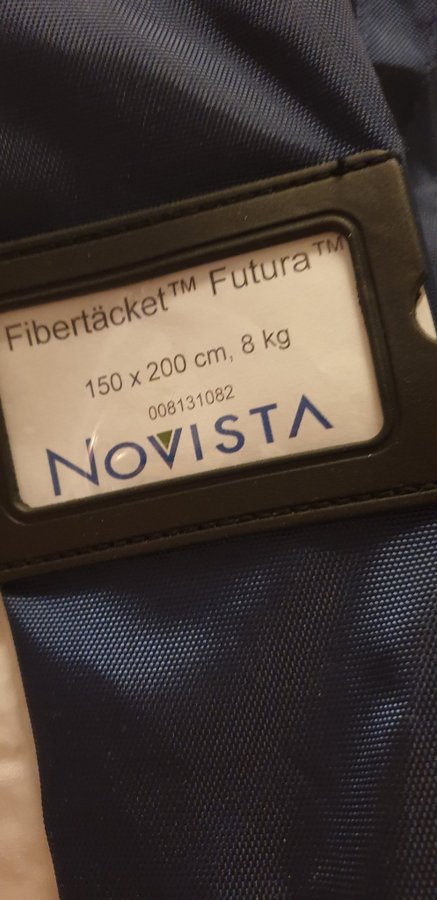 Fibertäcket™ Futura™
150 x 200 cm, 8 kg
008131082
NOVISTA